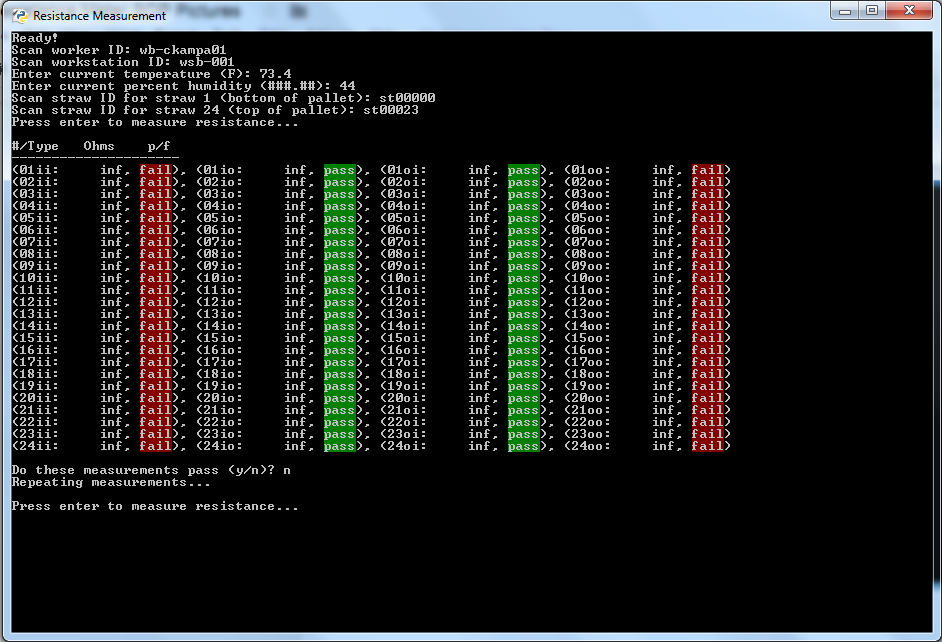 Resistance Measurement
Ready!
Scan worker ID: wb-ckampa01
Scan workstation ID: wsb-001
Enter current temperature (F): 73.4
Enter current percent humidity (###.##): 44
Scan straw ID for straw 1 (bottom of pallet): st00000
Scan straw ID for straw 24 (top of pallet): st00023
Press enter to measure resistance...
#/Type   Ohms    p/f
---------------------
(01ii:     inf, fail), (01io:     inf, pass), (01oi:     inf, pass), (01oo:     inf, fail)
(02ii:     inf, fail), (02io:     inf, pass), (02oi:     inf, pass), (02oo:     inf, fail)
(03ii:     inf, fail), (03io:     inf, pass), (03oi:     inf, pass), (03oo:     inf, fail)
(04ii:     inf, fail), (04io:     inf, pass), (04oi:     inf, pass), (04oo:     inf, fail)
(05ii:     inf, fail), (05io:     inf, pass), (05oi:     inf, pass), (05oo:     inf, fail)
(06ii:     inf, fail), (06io:     inf, pass), (06oi:     inf, pass), (06oo:     inf, fail)
(07ii:     inf, fail), (07io:     inf, pass), (07oi:     inf, pass), (07oo:     inf, fail)
(08ii:     inf, fail), (08io:     inf, pass), (08oi:     inf, pass), (08oo:     inf, fail)
(09ii:     inf, fail), (09io:     inf, pass), (09oi:     inf, pass), (09oo:     inf, fail)
(10ii:     inf, fail), (10io:     inf, pass), (10oi:     inf, pass), (10oo:     inf, fail)
(11ii:     inf, fail), (11io:     inf, pass), (11oi:     inf, pass), (11oo:     inf, fail)
(12ii:     inf, fail), (12io:     inf, pass), (12oi:     inf, pass), (12oo:     inf, fail)
(13ii:     inf, fail), (13io:     inf, pass), (13oi:     inf, pass), (13oo:     inf, fail)
(14ii:     inf, fail), (14io:     inf, pass), (14oi:     inf, pass), (14oo:     inf, fail)
(15ii:     inf, fail), (15io:     inf, pass), (15oi:     inf, pass), (15oo:     inf, fail)
(16ii:     inf, fail), (16io:     inf, pass), (16oi:     inf, pass), (16oo:     inf, fail)
(17ii:     inf, fail), (17io:     inf, pass), (17oi:     inf, pass), (17oo:     inf, fail)
(18ii:     inf, fail), (18io:     inf, pass), (18oi:     inf, pass), (18oo:     inf, fail)
(19ii:     inf, fail), (19io:     inf, pass), (19oi:     inf, pass), (19oo:     inf, fail)
(20ii:     inf, fail), (20io:     inf, pass), (20oi:     inf, pass), (20oo:     inf, fail)
(21ii:     inf, fail), (21io:     inf, pass), (21oi:     inf, pass), (21oo:     inf, fail)
(22ii:     inf, fail), (22io:     inf, pass), (22oi:     inf, pass), (22oo:     inf, fail)
(23ii:     inf, fail), (23io:     inf, pass), (23oi:     inf, pass), (23oo:     inf, fail)
(24ii:     inf, fail), (24io:     inf, pass), (24oi:     inf, pass), (24oo:     inf, fail)
Do these measurements pass (y/n)? n
Repeating measurements...
Press enter to measure resistance...